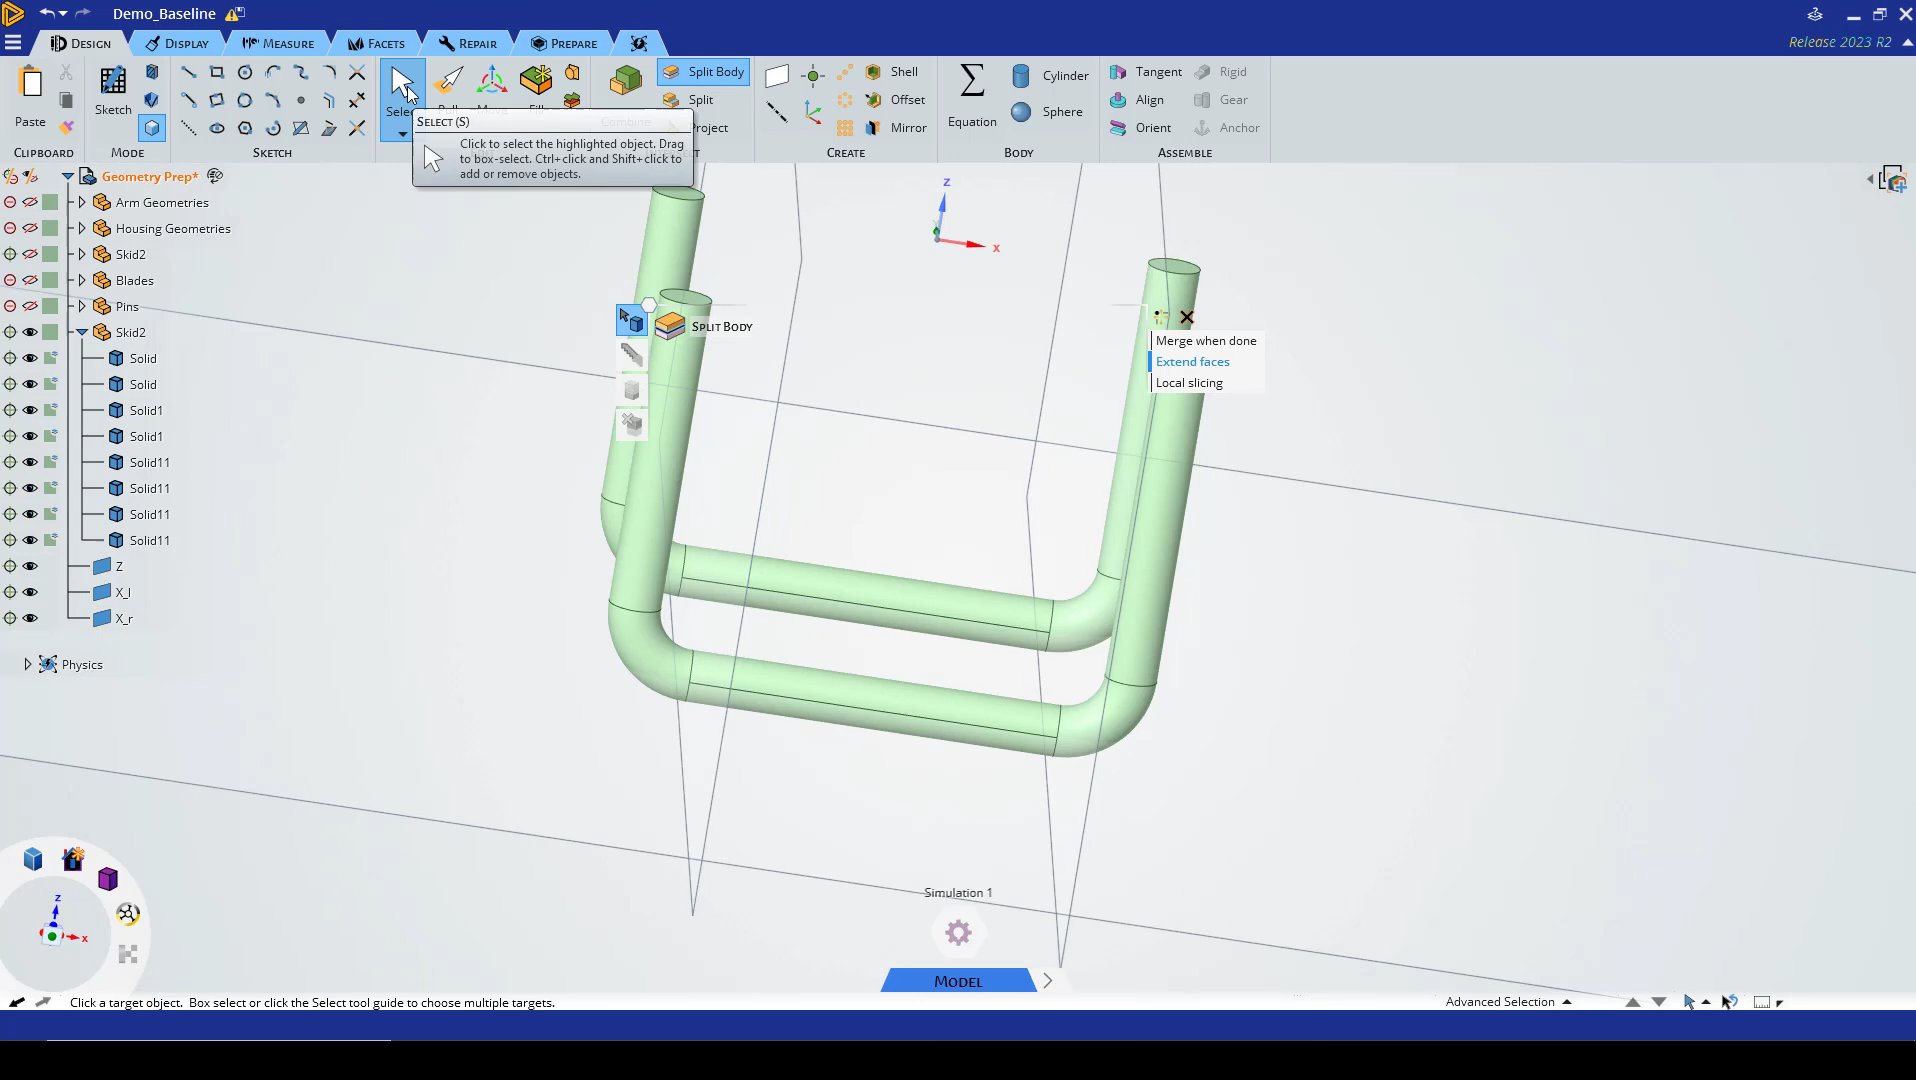 Demo_Baseline
DESIGN
DISPLAY
MEASURE
FACETS
REPAIR
PREPARE
Release 2023 R2
Paste
Sketch
Select
Split Body
Split
Project
Shell
Offset
Mirror
Equation
Cylinder
Sphere
Tangent
Align
Orient
Rigid
Gear
Anchor
CLIPBOARD
MODE
SKETCH
CREATE
BODY
ASSEMBLE
SELECT (S)
Click to select the highlighted object. Drag
to box-select. Ctrl+click and Shift+click to
add or remove objects.
Geometry Prep*
Arm Geometries
Housing Geometries
Skid2
Blades
Pins
Skid2
Solid
Solid
Solid1
Solid1
Solid11
Solid11
Solid11
Solid11
Z
X_l
X_r
Physics
z
x
SPLIT BODY
Merge when done
Extend faces
Local slicing
z
x
Simulation 1
MODEL
Click a target object. Box select or click the Select tool guide to choose multiple targets.
Advanced Selection